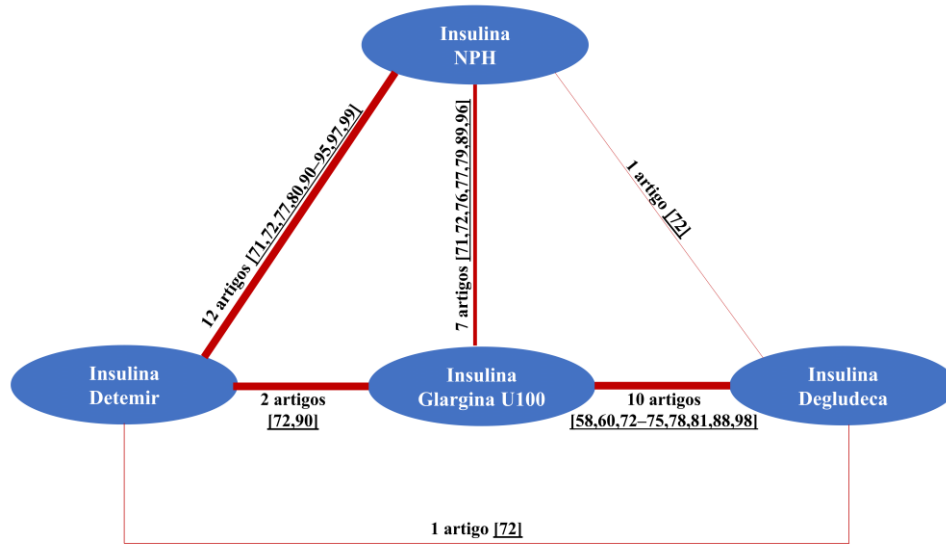 Insulina
NPH
12 artigos [71,72,77,80,90–95,97,99]
7 artigos [71,72,76,77,79,89,96]
1 artigo [72]
Insulina
Detemir
2 artigos
[72,90]
Insulina
Glargina U100
10 artigos
[58,60,72–75,78,81,88,98]
Insulina
Degludeca
1 artigo [72]